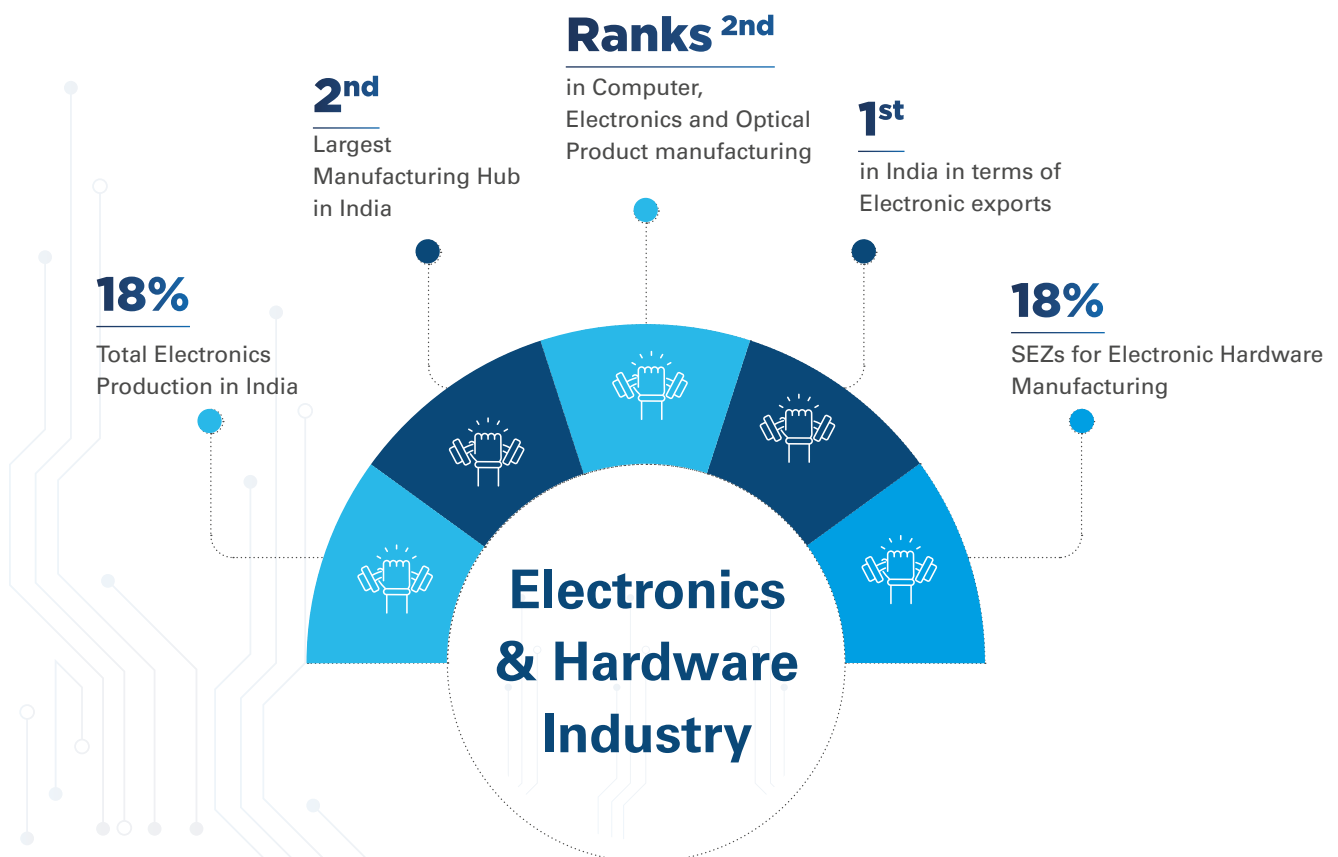 18%
Total Electronics
Production in India
2nd
Largest
Manufacturing Hub
in India
Ranks 2nd
in Computer,
Electronics and Optical
Product manufacturing
1st
in India in terms of
Electronic exports
18%
SEZs for Electronic Hardware
Manufacturing
Electronics
& Hardware
Industry